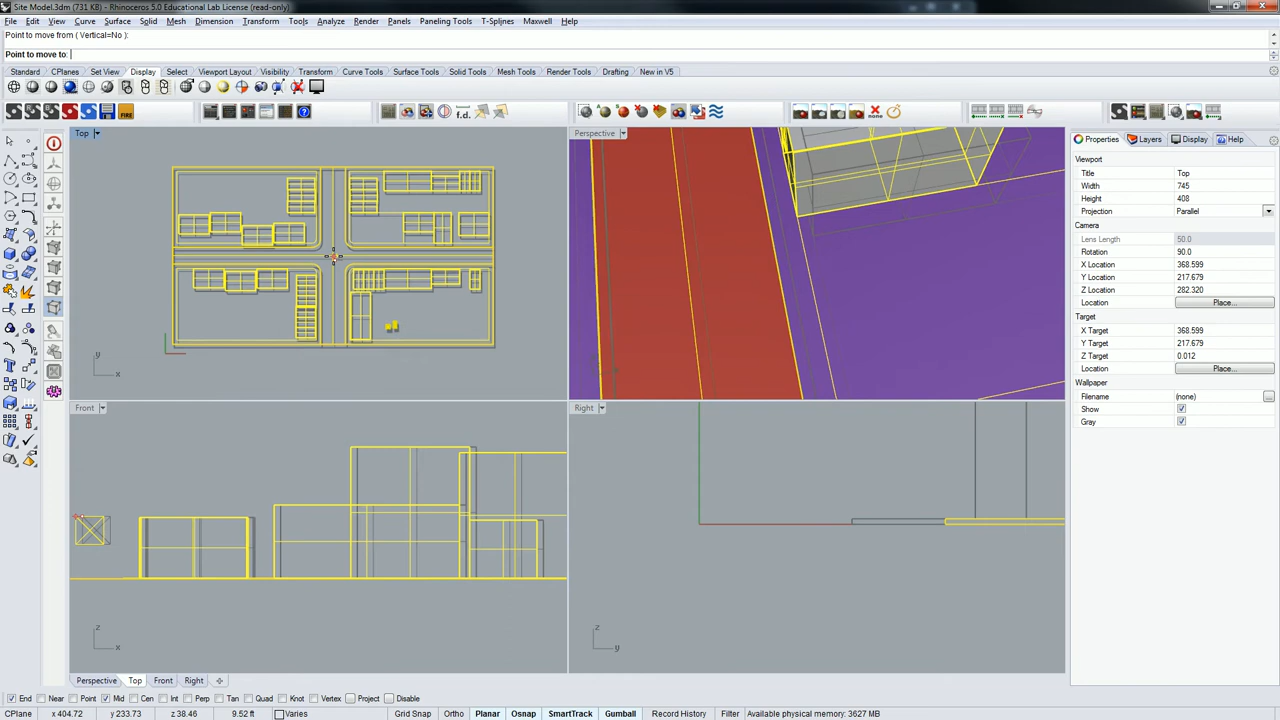 Site Model.3dm (731 KB) - Rhinoceros 5.0 Educational Lab License (read-only)
File Edit View Curve Surface Solid Mesh Dimension Transform Tools Analyze Render Panels Paneling Tools T-Splines Maxwell Help
Point to move from ( Vertical=No ):
Point to move to:
Standard CPlanes Set View Display Select Viewport Layout Visibility Transform Curve Tools Surface Tools Solid Tools Mesh Tools Render Tools Drafting New in V5
FIRE f.d. none
Top
Perspective
Properties Layers Display Help
Viewport
Title Top
Width 745
Height 408
Projection Parallel
Camera
Lens Length 50.0
Rotation 90.0
X Location 368.599
Y Location 217.679
Z Location 282.320
Location Place...
Target
X Target 368.599
Y Target 217.679
Z Target 0.012
Location Place...
Wallpaper
Filename (none) ...
Show
Gray
y
x
Front
Right
z
x
z
y
Perspective Top Front Right
End Near Point Mid Cen Int Perp Tan Quad Knot Vertex Project Disable
CPlane x 404.72 y 233.73 z 38.46 9.52 ft Varies Grid Snap Ortho Planar Osnap SmartTrack Gumball Record History Filter Available physical memory: 3627 MB